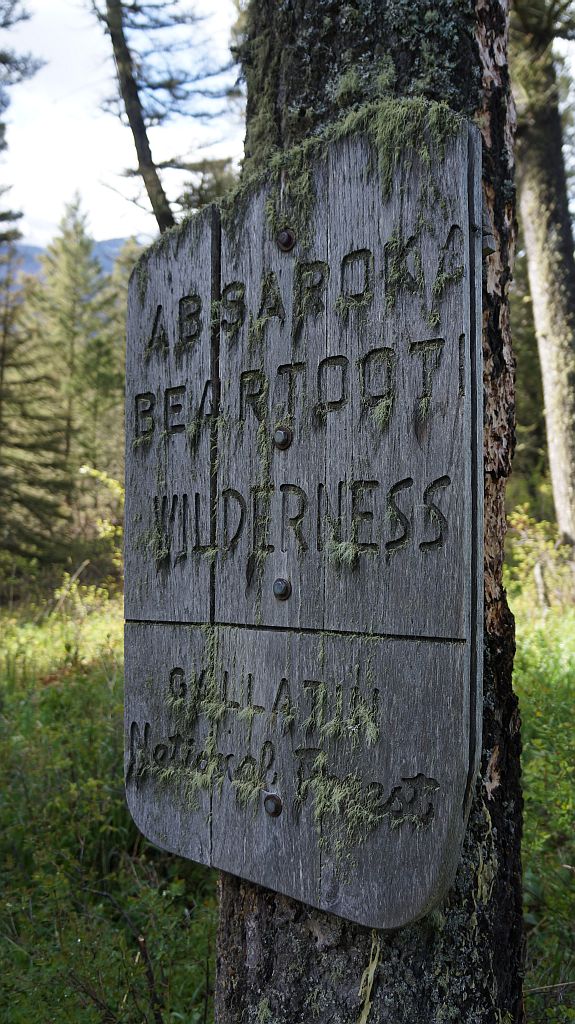 ABSAROKA
BEARTOOTH
WILDERNESS
GALLATIN
National Forest